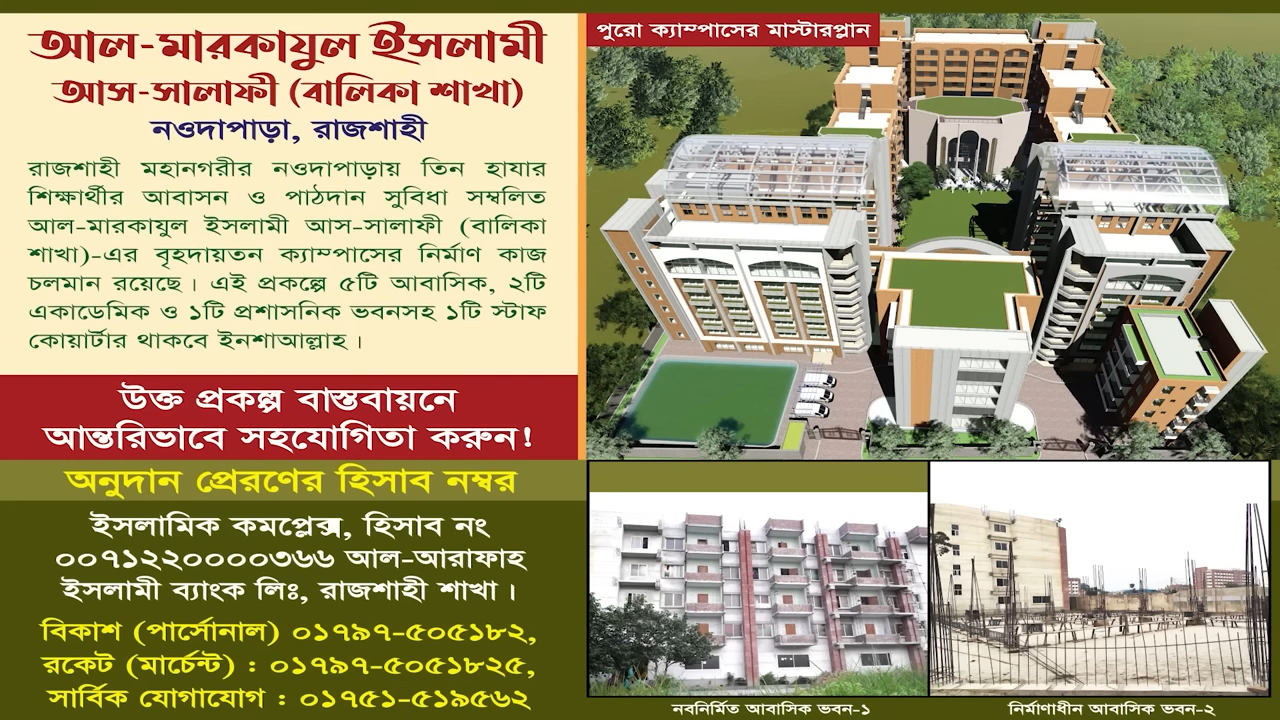 আল-মারকাযুল ইসলামী
আস-সালাফী (বালিকা শাখা)
নওদাপাড়া, রাজশাহী
রাজশাহী মহানগরীর নওদাপাড়ায় তিন হাযার
শিক্ষার্থীর আবাসন ও পাঠদান সুবিধা সম্বলিত
আল-মারকাযুল ইসলামী আস-সালাফী (বালিকা
শাখা)-এর বৃহদায়তন ক্যাম্পাসের নির্মাণ কাজ
চলমান রয়েছে। এই প্রকল্পে ৫টি আবাসিক, ২টি
একাডেমিক ও ১টি প্রশাসনিক ভবনসহ ১টি স্টাফ
কোয়ার্টার থাকবে ইনশাআল্লাহ।
উক্ত প্রকল্প বাস্তবায়নে
আন্তরিভাবে সহযোগিতা করুন!
অনুদান প্রেরণের হিসাব নম্বর
ইসলামিক কমপ্লেক্স, হিসাব নং
০০৭১২২০০০০৩৬৬ আল-আরাফাহ
ইসলামী ব্যাংক লিঃ, রাজশাহী শাখা।
বিকাশ (পার্সোনাল) ০১৭৯৭-৫০৫১৮২,
রকেট (মার্চেন্ট) : ০১৭৯৭-৫০৫১৮২৫,
সার্বিক যোগাযোগ : ০১৭৫১-৫১৯৫৬২
পুরো ক্যাম্পাসের মাস্টারপ্লান
নবনির্মিত আবাসিক ভবন-১
নির্মাণাধীন আবাসিক ভবন-২